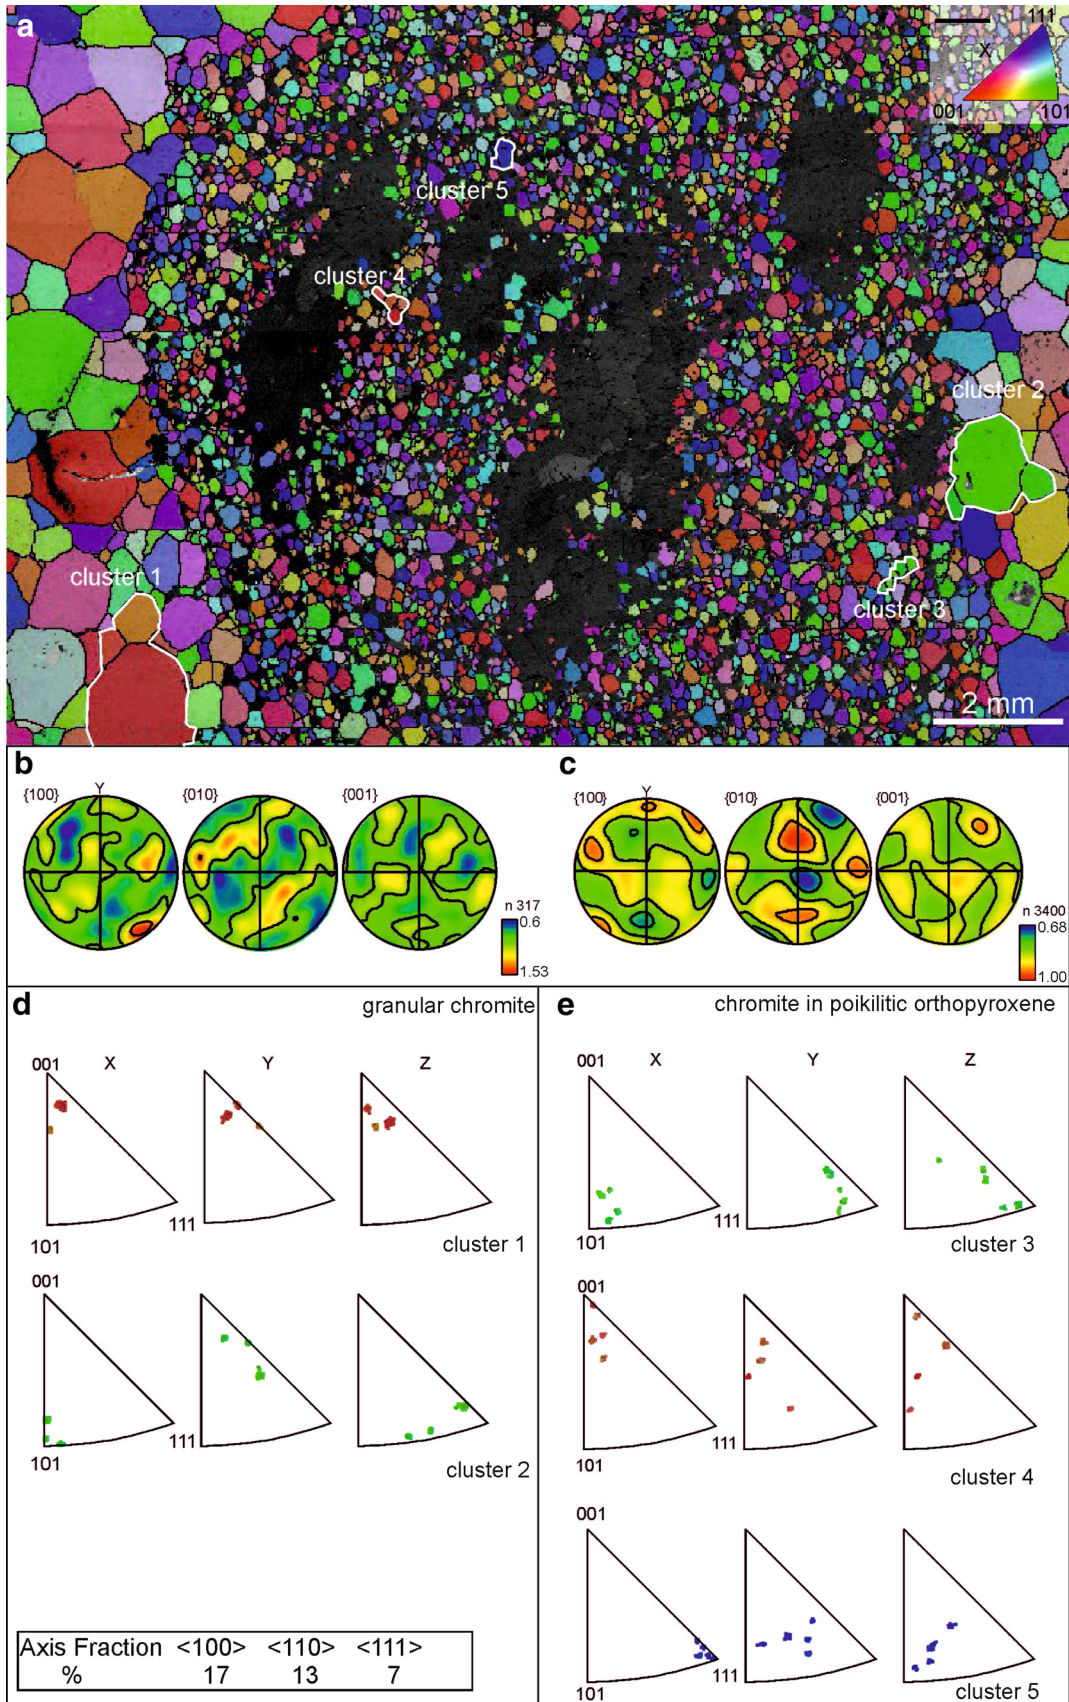 a
111
X
001
101
cluster 5
cluster 4
cluster 2
cluster 1
cluster 3
2 mm
b
{100}
Y
{010}
{001}
n 317
0.6
1.53
c
{100}
Y
{010}
{001}
n 3400
0.68
1.00
d
granular chromite
001
X
Y
Z
111
101
cluster 1
001
111
101
cluster 2
Axis Fraction <100> <110> <111>
% 17 13 7
e
chromite in poikilitic orthopyroxene
001
X
Y
Z
111
101
cluster 3
001
111
101
cluster 4
001
111
101
cluster 5